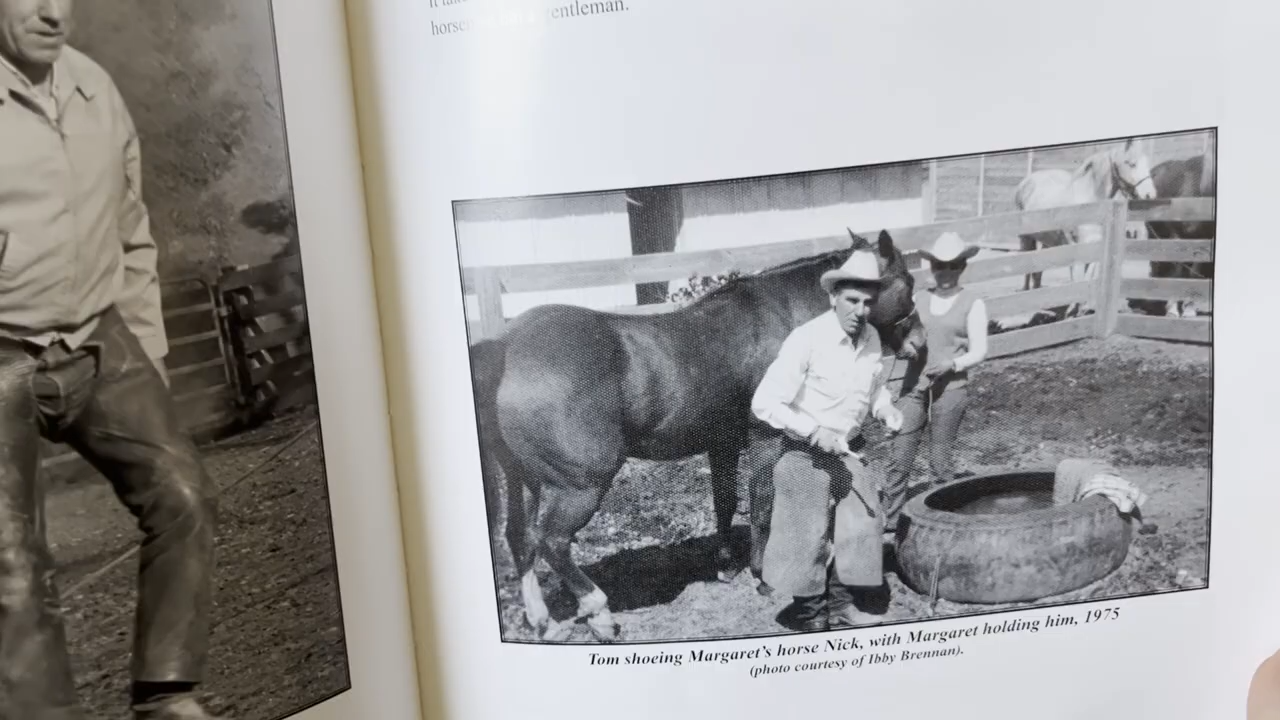 gentleman.
Tom shoeing Margaret's horse Nick, with Margaret holding him, 1975
(photo courtesy of Ibby Brennan).